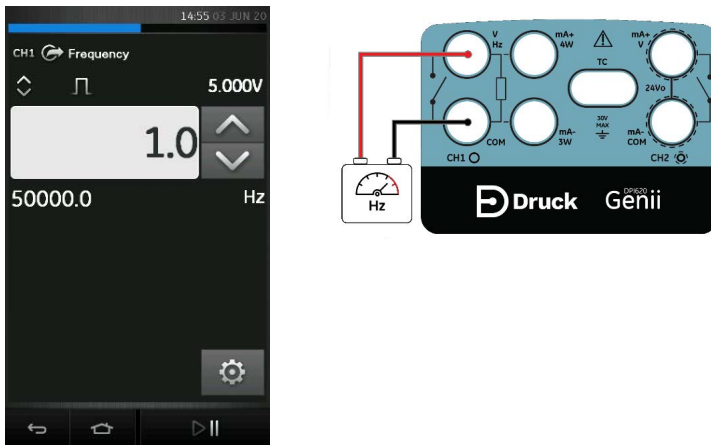 14:55 03 JUN 20
CH1 Frequency
5.000V
1.0
50000.0 Hz
V
Hz
mA+
4W
TC
mA+
V
24Vo
COM
mA-
3W
30V
MAX
mA-
COM
CH1
CH2
Hz
Druck
DPI620
Genii